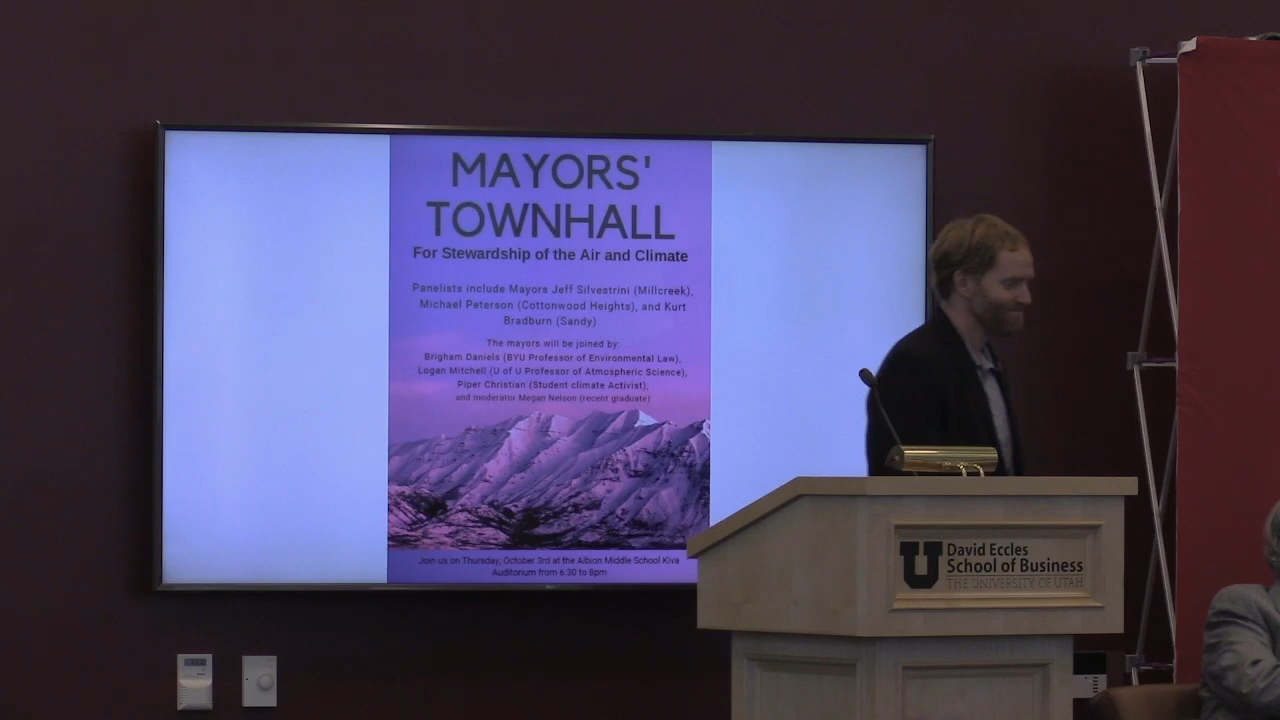 MAYORS'
TOWNHALL
For Stewardship of the Air and Climate
Panelists include Mayors Jeff Silvestrini (Millcreek),
Michael Peterson (Cottonwood Heights), and Kurt
Bradburn (Sandy)
The mayors will be joined by:
Brigham Daniels (BYU Professor of Environmental Law),
Logan Mitchell (U of U Professor of Atmospheric Science),
Piper Christian (Student climate Activist),
and moderator Megan Nelson (recent graduate)
Join us on Thursday, October 3rd at the Albion Middle School Kiva
Auditorium from 6:30 to 8pm
U
David Eccles
School of Business
THE UNIVERSITY OF UTAH